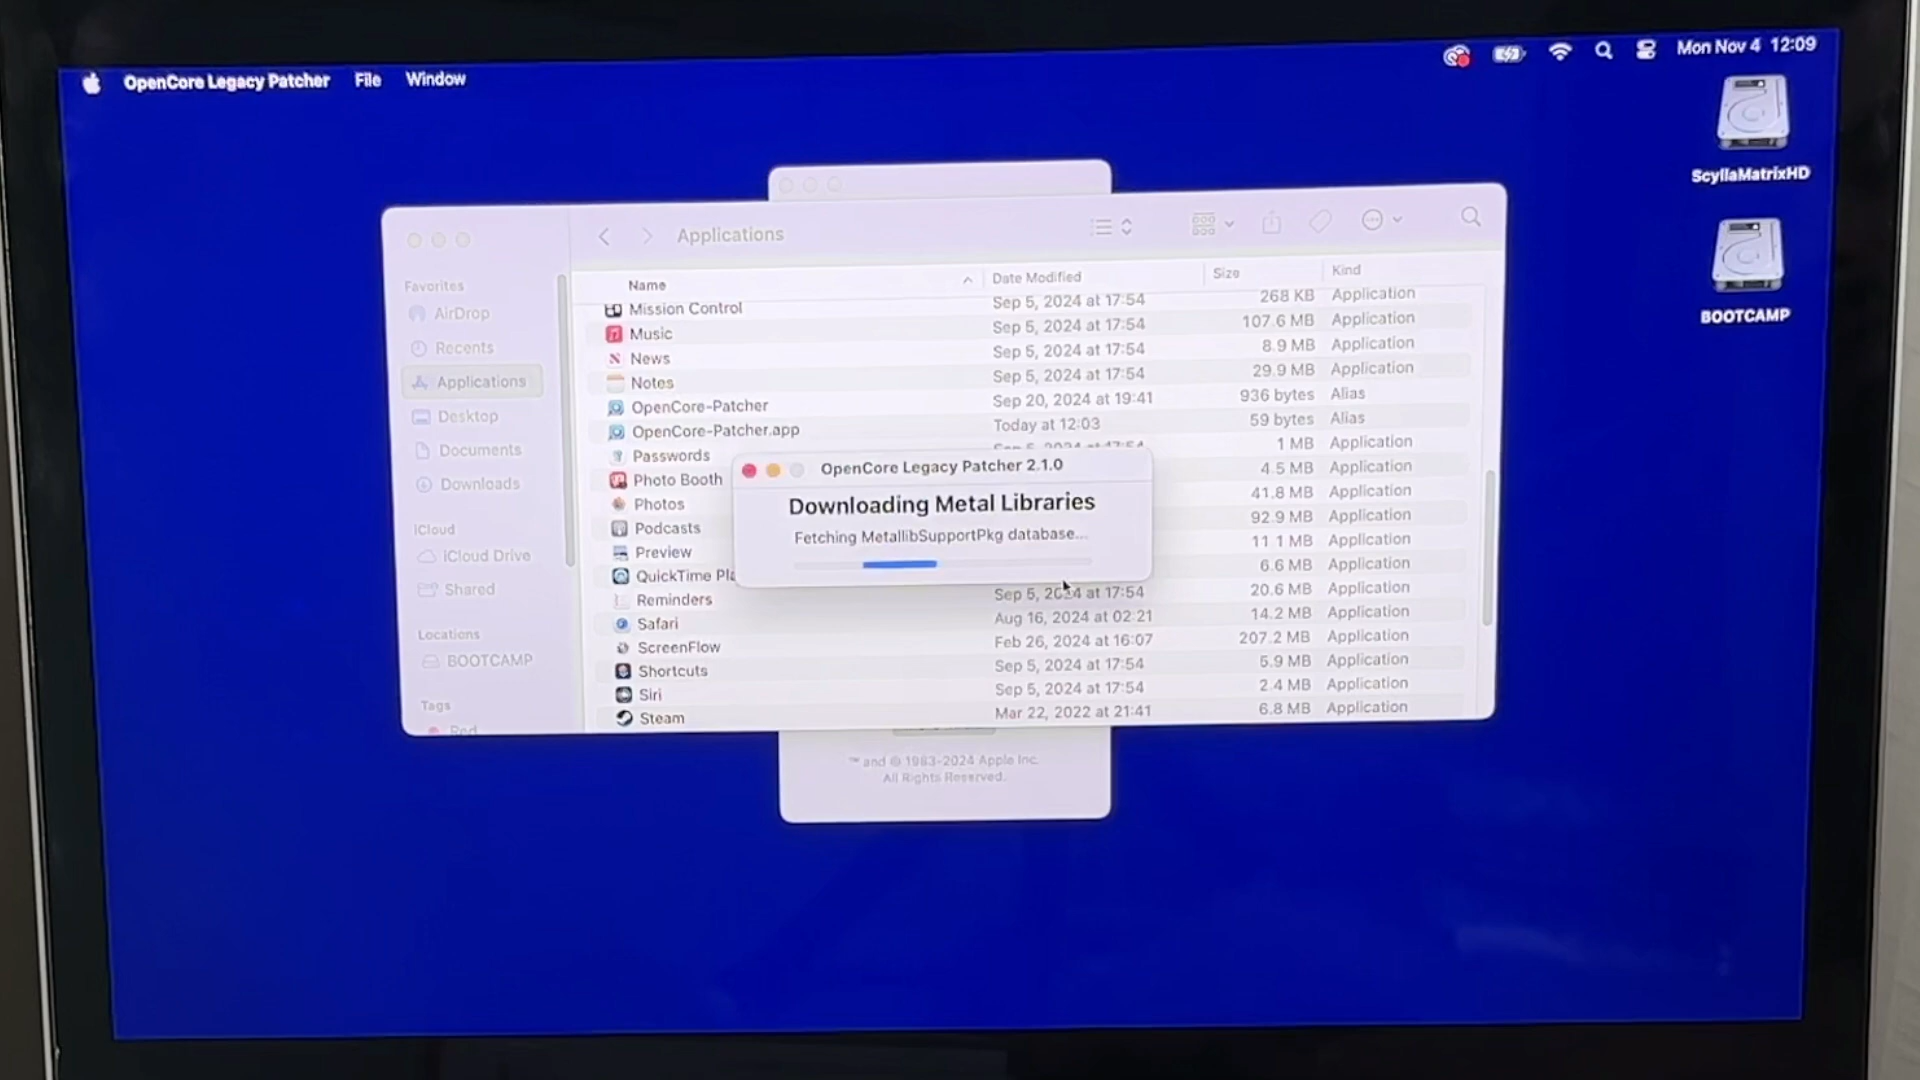 OpenCore Legacy Patcher File Window
Mon Nov 4 12:09
ScyllaMatrixHD
BOOTCAMP
Applications
Favorites
AirDrop
Recents
Applications
Desktop
Documents
Downloads
iCloud
iCloud Drive
Shared
Locations
BOOTCAMP
Tags
Red
Name Date Modified Size Kind
Mission Control Sep 5, 2024 at 17:54 268 KB Application
Music Sep 5, 2024 at 17:54 107.6 MB Application
News Sep 5, 2024 at 17:54 8.9 MB Application
Notes Sep 5, 2024 at 17:54 29.9 MB Application
OpenCore-Patcher Sep 20, 2024 at 19:41 936 bytes Alias
OpenCore-Patcher.app Today at 12:03 59 bytes Alias
Passwords 1 MB Application
Photo Booth 4.5 MB Application
Photos 41.8 MB Application
Podcasts 92.9 MB Application
Preview 11.1 MB Application
QuickTime 6.6 MB Application
Reminders Sep 5, 2024 at 17:54 20.6 MB Application
Safari Aug 16, 2024 at 02:21 14.2 MB Application
ScreenFlow Feb 26, 2024 at 16:07 207.2 MB Application
Shortcuts Sep 5, 2024 at 17:54 5.9 MB Application
Siri Sep 5, 2024 at 17:54 2.4 MB Application
Steam Mar 22, 2022 at 21:41 6.8 MB Application
OpenCore Legacy Patcher 2.1.0
Downloading Metal Libraries
Fetching MetallibSupportPkg database...
™ and © 1983-2024 Apple Inc.
All Rights Reserved.